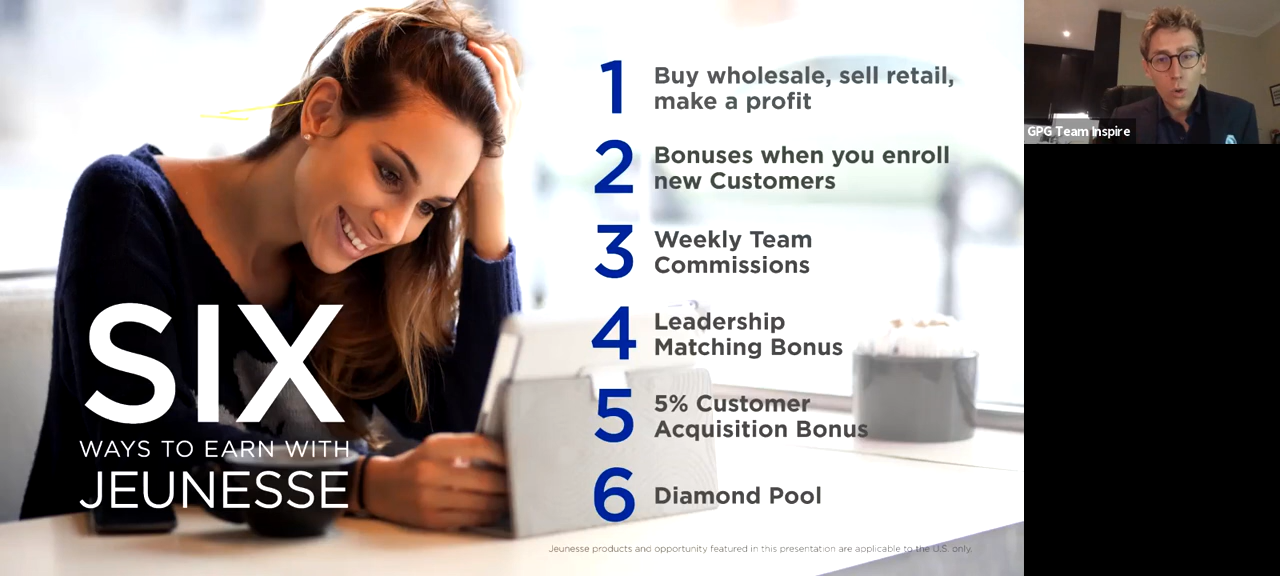 SIX
WAYS TO EARN WITH
JEUNESSE
1 Buy wholesale, sell retail,
make a profit
2 Bonuses when you enroll
new Customers
3 Weekly Team
Commissions
4 Leadership
Matching Bonus
5 5% Customer
Acquisition Bonus
6 Diamond Pool
Jeunesse products and opportunity featured in this presentation are applicable to the U.S. only.
GPG Team Inspire